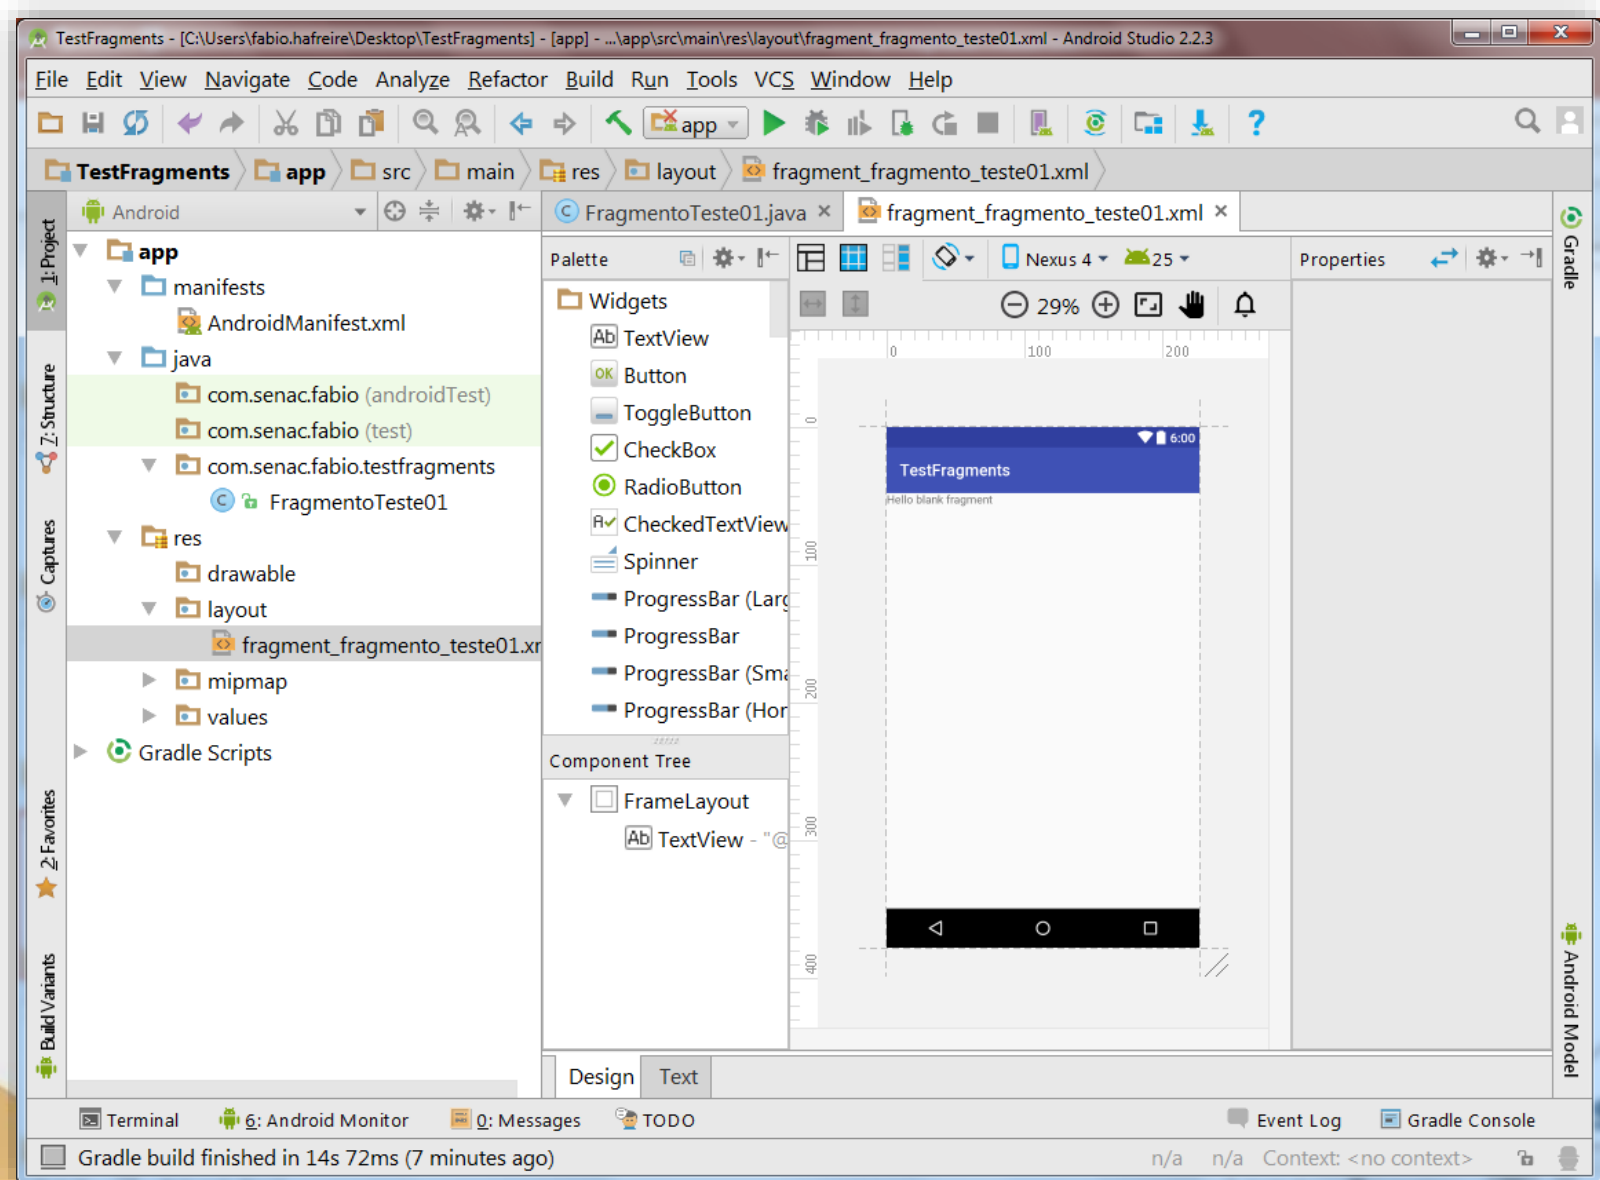 TestFragments - [C:\Users\fabio.hafreire\Desktop\TestFragments] - [app] - ...\app\src\main\res\layout\fragment_fragmento_teste01.xml - Android Studio 2.2.3
File Edit View Navigate Code Analyze Refactor Build Run Tools VCS Window Help
app
TestFragments app src main res layout fragment_fragmento_teste01.xml
Android
FragmentoTeste01.java
fragment_fragmento_teste01.xml
1: Project
7: Structure
Captures
2: Favorites
Build Variants
app
manifests
AndroidManifest.xml
java
com.senac.fabio (androidTest)
com.senac.fabio (test)
com.senac.fabio.testfragments
FragmentoTeste01
res
drawable
layout
fragment_fragmento_teste01.xr
mipmap
values
Gradle Scripts
Palette
Widgets
Ab TextView
OK Button
ToggleButton
CheckBox
RadioButton
CheckedTextView
Spinner
ProgressBar (Larg
ProgressBar
ProgressBar (Sma
ProgressBar (Hor
Component Tree
FrameLayout
Ab TextView - "@
Nexus 4 25
29%
0 100 200
0
100
200
300
400
6:00
TestFragments
Hello blank fragment
Properties
Gradle
Android Model
Design Text
Terminal 6: Android Monitor 0: Messages TODO Event Log Gradle Console
Gradle build finished in 14s 72ms (7 minutes ago) n/a n/a Context: <no context>